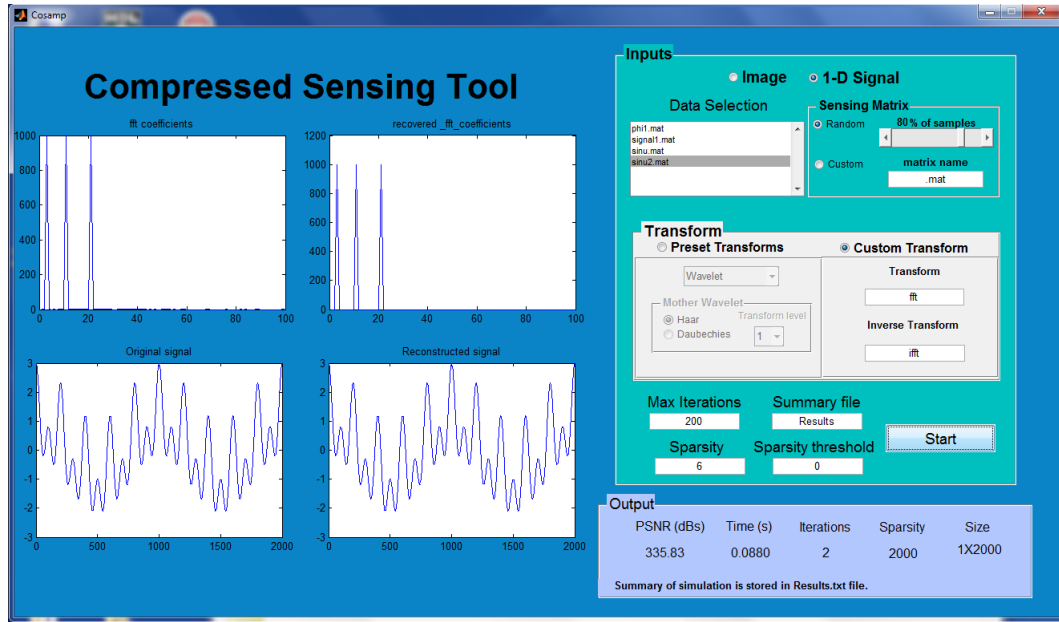 Cosamp
Compressed Sensing Tool
fft coefficients
1000
800
600
400
200
0
0 20 40 60 80 100
recovered _fft_coefficients
1200
1000
800
600
400
200
0
0 20 40 60 80 100
Original signal
3
2
1
0
-1
-2
-3
0 500 1000 1500 2000
Reconstructed signal
3
2
1
0
-1
-2
-3
0 500 1000 1500 2000
Inputs
Image 1-D Signal
Data Selection
phi1.mat
signal1.mat
sinu.mat
sinu2.mat
Sensing Matrix
Random 80% of samples
Custom matrix name
.mat
Transform
Preset Transforms
Wavelet
Mother Wavelet
Haar
Daubechies
Transform level
1
Custom Transform
Transform
fft
Inverse Transform
ifft
Max Iterations Summary file
200 Results
Sparsity Sparsity threshold
6 0
Start
Output
PSNR (dBs) Time (s) Iterations Sparsity Size
335.83 0.0880 2 2000 1X2000
Summary of simulation is stored in Results.txt file.